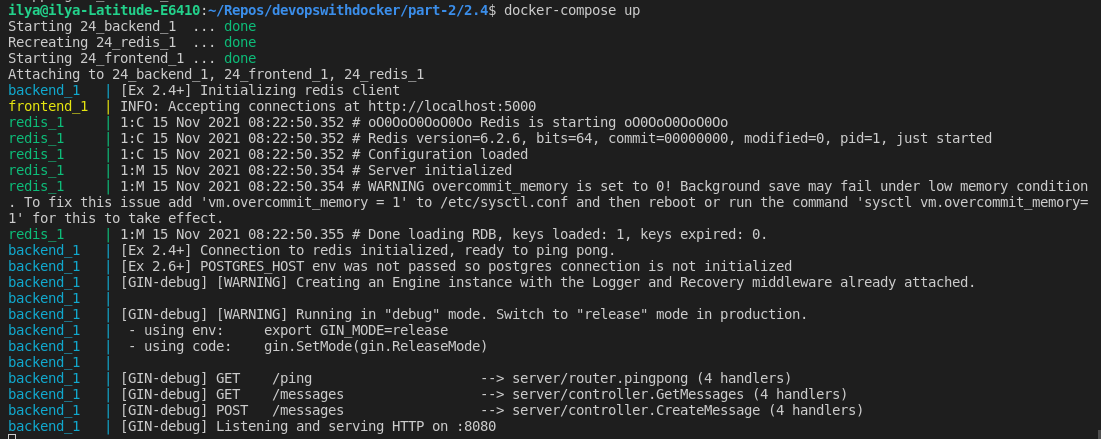 ilya@ilya-Latitude-E6410:~/Repos/devopswithdocker/part-2/2.4$ docker-compose up
Starting 24_backend_1  ... done
Recreating 24_redis_1  ... done
Starting 24_frontend_1 ... done
Attaching to 24_backend_1, 24_frontend_1, 24_redis_1
backend_1   | [Ex 2.4+] Initializing redis client
frontend_1  | INFO: Accepting connections at http://localhost:5000
redis_1     | 1:C 15 Nov 2021 08:22:50.352 # oO0OoO0OoO0Oo Redis is starting oO0OoO0OoO0Oo
redis_1     | 1:C 15 Nov 2021 08:22:50.352 # Redis version=6.2.6, bits=64, commit=00000000, modified=0, pid=1, just started
redis_1     | 1:C 15 Nov 2021 08:22:50.352 # Configuration loaded
redis_1     | 1:M 15 Nov 2021 08:22:50.354 # Server initialized
redis_1     | 1:M 15 Nov 2021 08:22:50.354 # WARNING overcommit_memory is set to 0! Background save may fail under low memory condition
. To fix this issue add 'vm.overcommit_memory = 1' to /etc/sysctl.conf and then reboot or run the command 'sysctl vm.overcommit_memory=
1' for this to take effect.
redis_1     | 1:M 15 Nov 2021 08:22:50.355 # Done loading RDB, keys loaded: 1, keys expired: 0.
backend_1   | [Ex 2.4+] Connection to redis initialized, ready to ping pong.
backend_1   | [Ex 2.6+] POSTGRES_HOST env was not passed so postgres connection is not initialized
backend_1   | [GIN-debug] [WARNING] Creating an Engine instance with the Logger and Recovery middleware already attached.
backend_1   |
backend_1   | [GIN-debug] [WARNING] Running in "debug" mode. Switch to "release" mode in production.
backend_1   |  - using env:    export GIN_MODE=release
backend_1   |  - using code:   gin.SetMode(gin.ReleaseMode)
backend_1   |
backend_1   | [GIN-debug] GET    /ping                     --> server/router.pingpong (4 handlers)
backend_1   | [GIN-debug] GET    /messages                 --> server/controller.GetMessages (4 handlers)
backend_1   | [GIN-debug] POST   /messages                 --> server/controller.CreateMessage (4 handlers)
backend_1   | [GIN-debug] Listening and serving HTTP on :8080